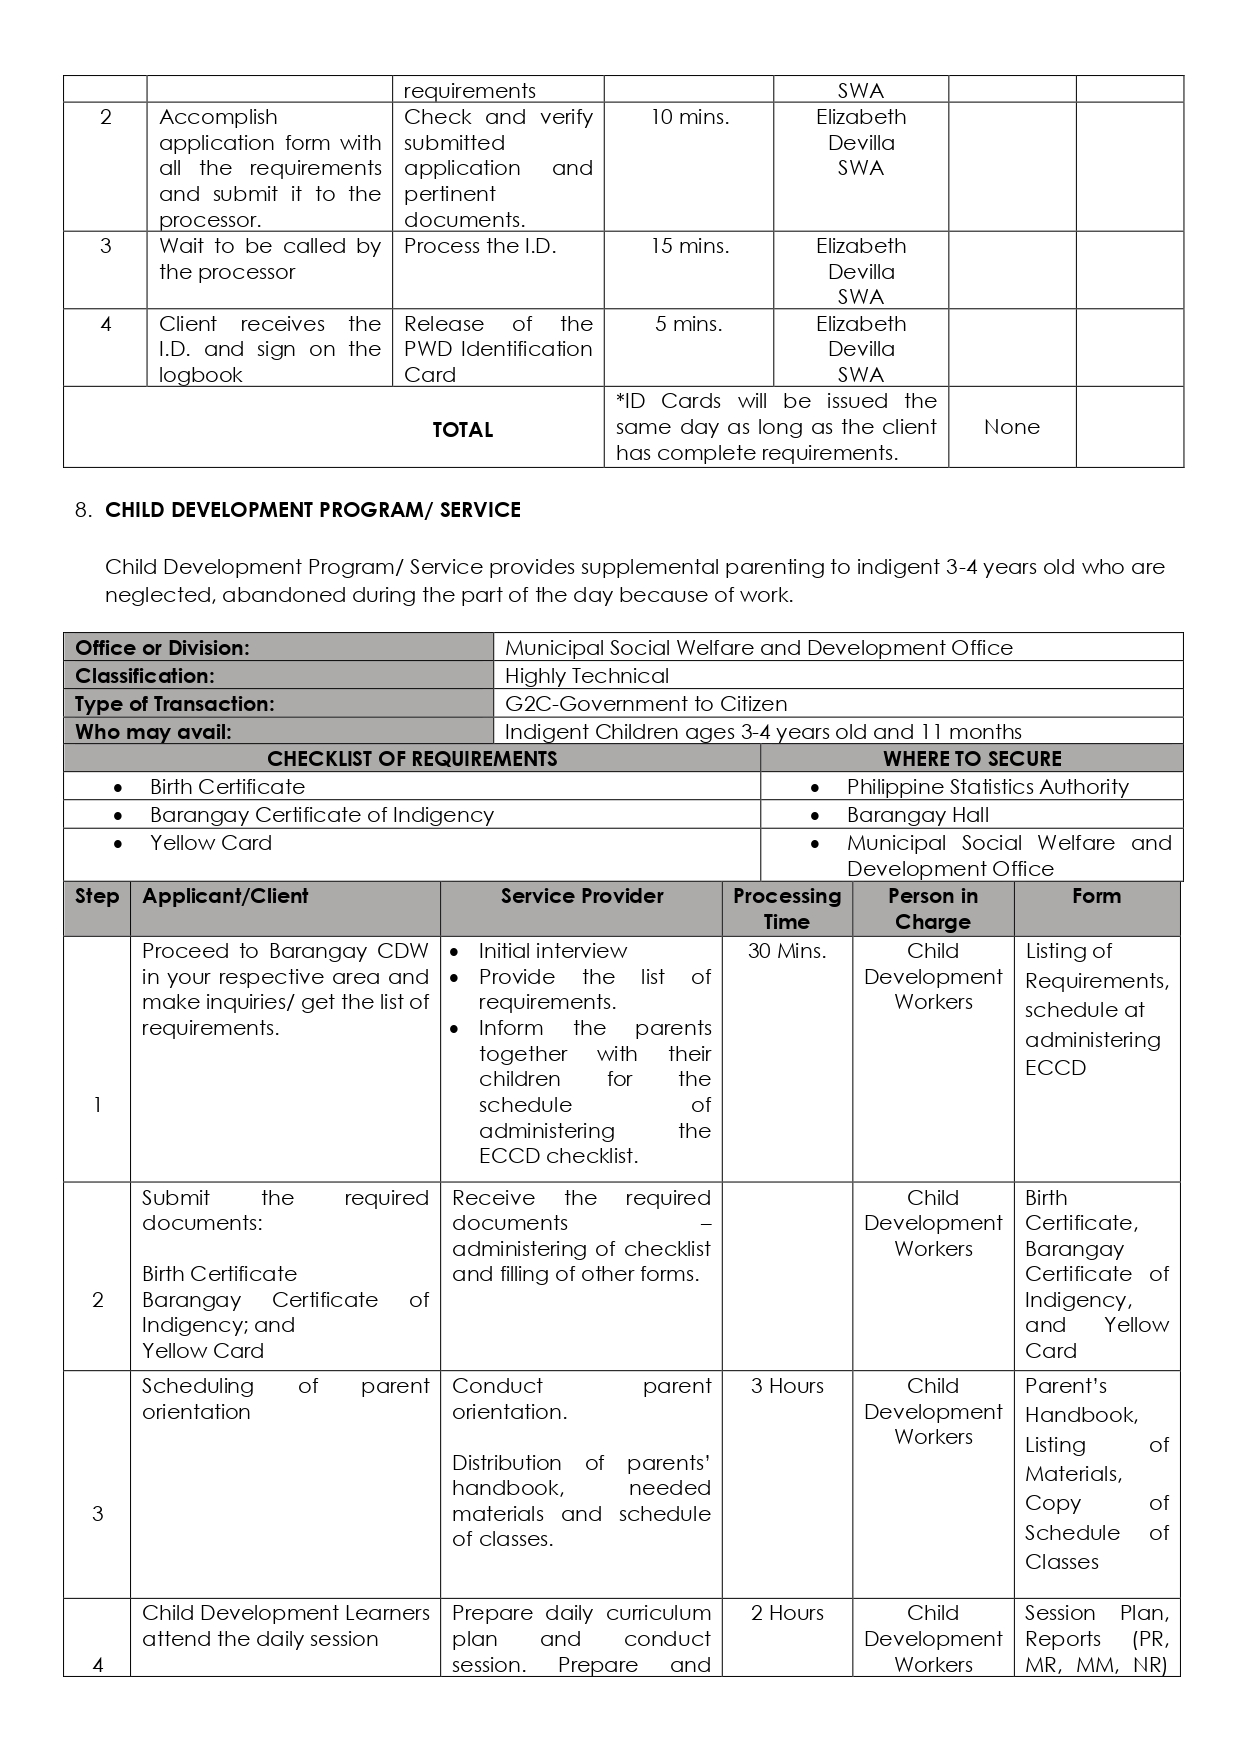 requirements
SWA
2
Accomplish
application form with
all the requirements
and submit it to the
processor.
Check and verify
submitted
application and
pertinent
documents.
10 mins.
Elizabeth
Devilla
SWA
3
Wait to be called by
the processor
Process the I.D.
15 mins.
Elizabeth
Devilla
SWA
4
Client receives the
I.D. and sign on the
logbook
Release of the
PWD Identification
Card
5 mins.
Elizabeth
Devilla
SWA
TOTAL
*ID Cards will be issued the
same day as long as the client
has complete requirements.
None
8. CHILD DEVELOPMENT PROGRAM/ SERVICE
Child Development Program/ Service provides supplemental parenting to indigent 3-4 years old who are
neglected, abandoned during the part of the day because of work.
Office or Division:
Municipal Social Welfare and Development Office
Classification:
Highly Technical
Type of Transaction:
G2C-Government to Citizen
Who may avail:
Indigent Children ages 3-4 years old and 11 months
CHECKLIST OF REQUIREMENTS
WHERE TO SECURE
• Birth Certificate
• Philippine Statistics Authority
• Barangay Certificate of Indigency
• Barangay Hall
• Yellow Card
• Municipal Social Welfare and
Development Office
Step
Applicant/Client
Service Provider
Processing
Time
Person in
Charge
Form
1
Proceed to Barangay CDW
in your respective area and
make inquiries/ get the list of
requirements.
• Initial interview
• Provide the list of
requirements.
• Inform the parents
together with their
children for the
schedule of
administering the
ECCD checklist.
30 Mins.
Child
Development
Workers
Listing of
Requirements,
schedule at
administering
ECCD
2
Submit the required
documents:
Birth Certificate
Barangay Certificate of
Indigency; and
Yellow Card
Receive the required
documents –
administering of checklist
and filling of other forms.
Child
Development
Workers
Birth
Certificate,
Barangay
Certificate of
Indigency,
and Yellow
Card
3
Scheduling of parent
orientation
Conduct parent
orientation.
Distribution of parents’
handbook, needed
materials and schedule
of classes.
3 Hours
Child
Development
Workers
Parent’s
Handbook,
Listing of
Materials,
Copy of
Schedule of
Classes
4
Child Development Learners
attend the daily session
Prepare daily curriculum
plan and conduct
session. Prepare and
2 Hours
Child
Development
Workers
Session Plan,
Reports (PR,
MR, MM, NR)